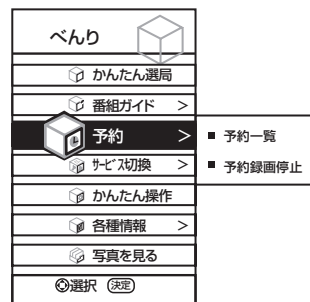 べんり
かんたん選局
番組ガイド >
予約 >
■ 予約一覧
■ 予約録画停止
サービス切換 >
かんたん操作
各種情報 >
写真を見る
選択 決定